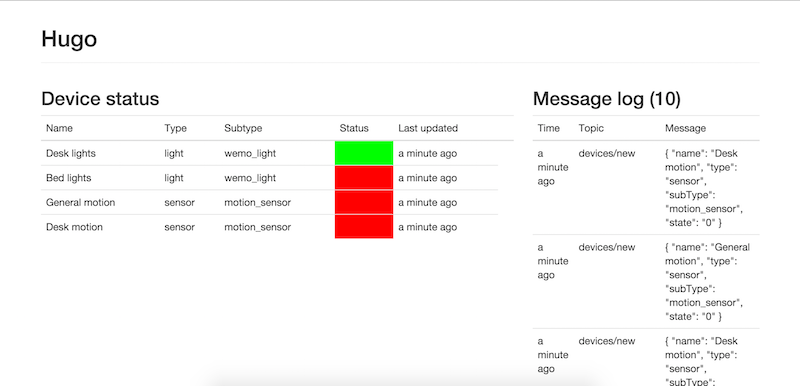 Hugo
Device status
Name Type Subtype Status Last updated
Desk lights light wemo_light a minute ago
Bed lights light wemo_light a minute ago
General motion sensor motion_sensor a minute ago
Desk motion sensor motion_sensor a minute ago
Message log (10)
Time Topic Message
a devices/new { "name": "Desk
minute motion", "type":
ago "sensor",
"subType":
"motion_sensor",
"state": "0" }
a devices/new { "name": "General
minute motion", "type":
ago "sensor",
"subType":
"motion_sensor",
"state": "0" }
a devices/new { "name": "Desk
minute motion", "type":
ago "sensor",
"subType":